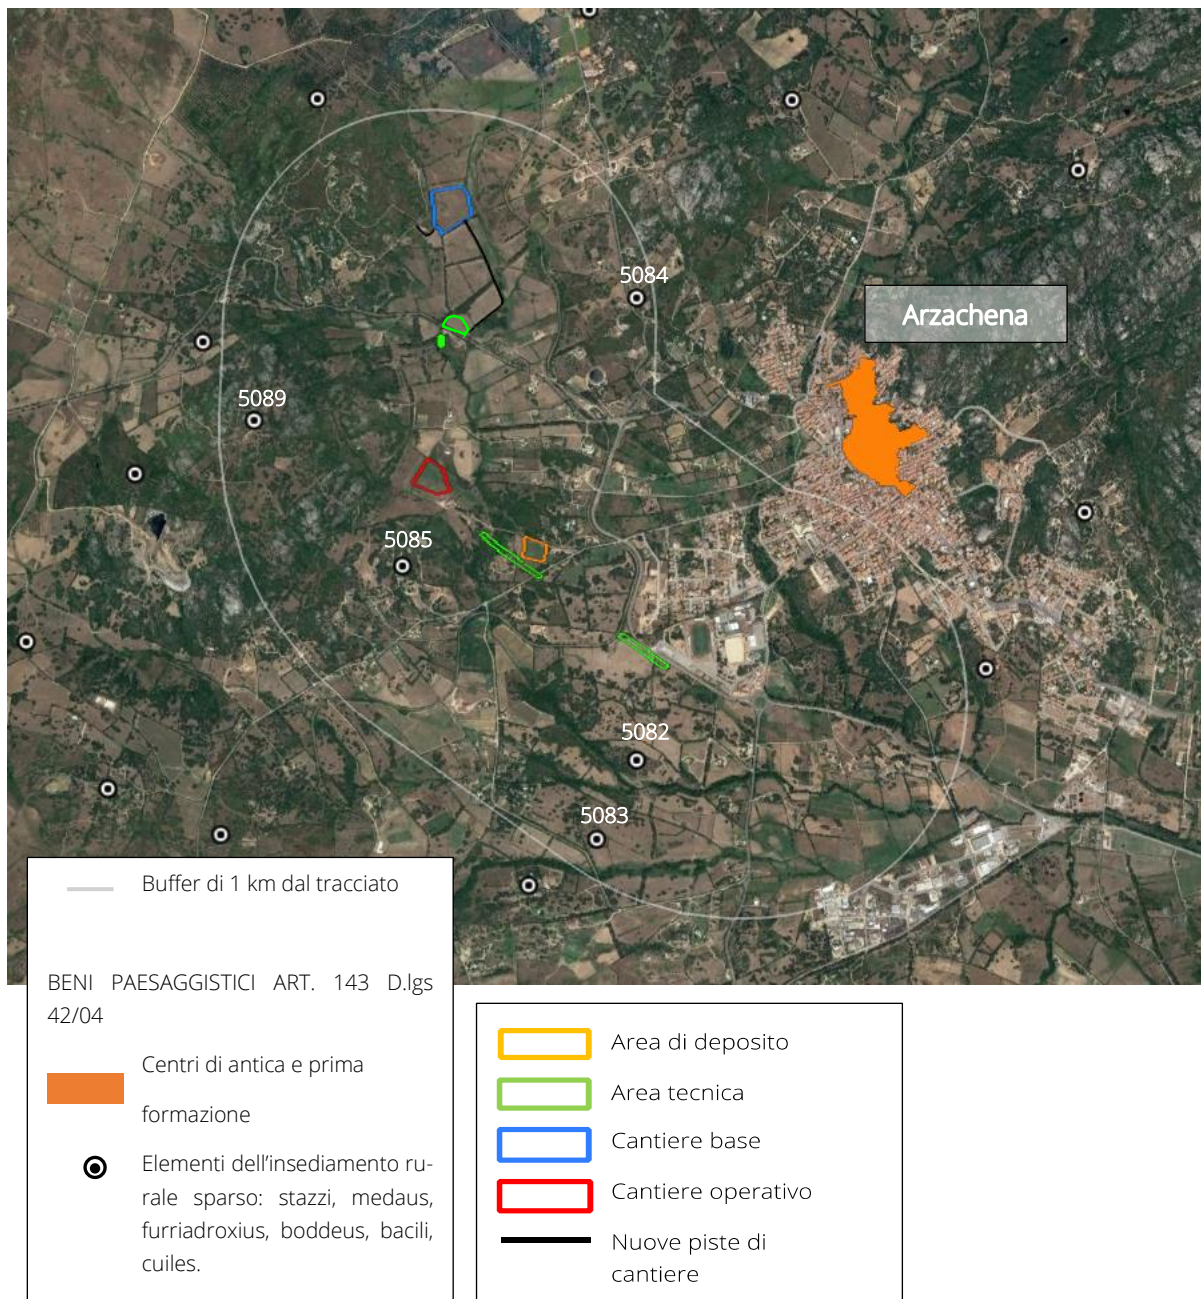 5084
Arzachena
5089
5085
5082
5083
Buffer di 1 km dal tracciato
BENI PAESAGGISTICI ART. 143 D.lgs
42/04
Centri di antica e prima
formazione
Elementi dell'insediamento ru-
rale sparso: stazzi, medaus,
furriadroxius, boddeus, bacili,
cuiles.
Area di deposito
Area tecnica
Cantiere base
Cantiere operativo
Nuove piste di
cantiere